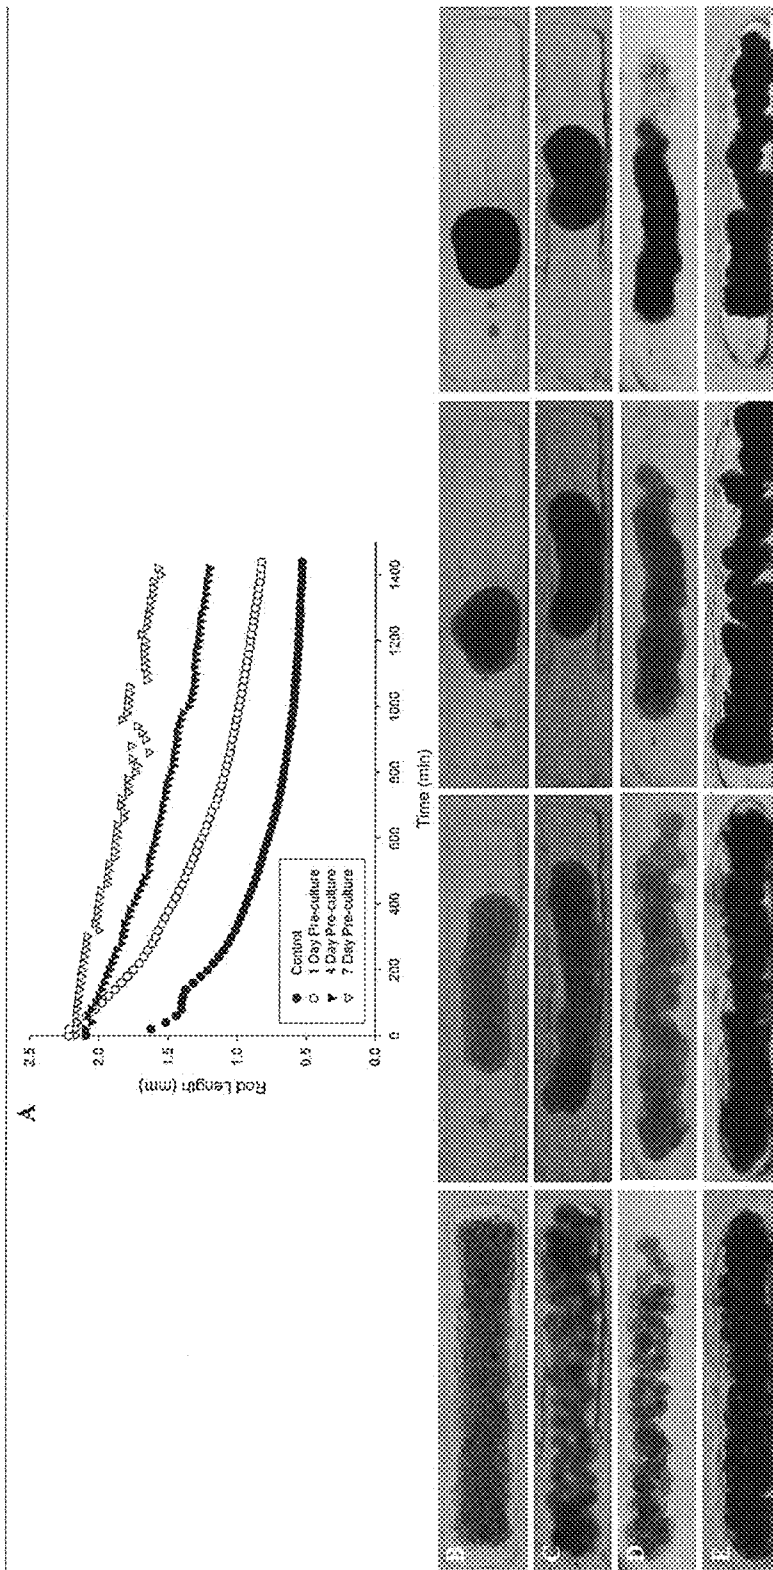 A
Rod Length (mm)
2.5
2.0
1.5
1.0
0.5
0.0
Control
1 Day Pre-culture
4 Day Pre-culture
7 Day Pre-culture
0
200
400
600
800
1000
1200
1400
Time (min)
B
C
D
E